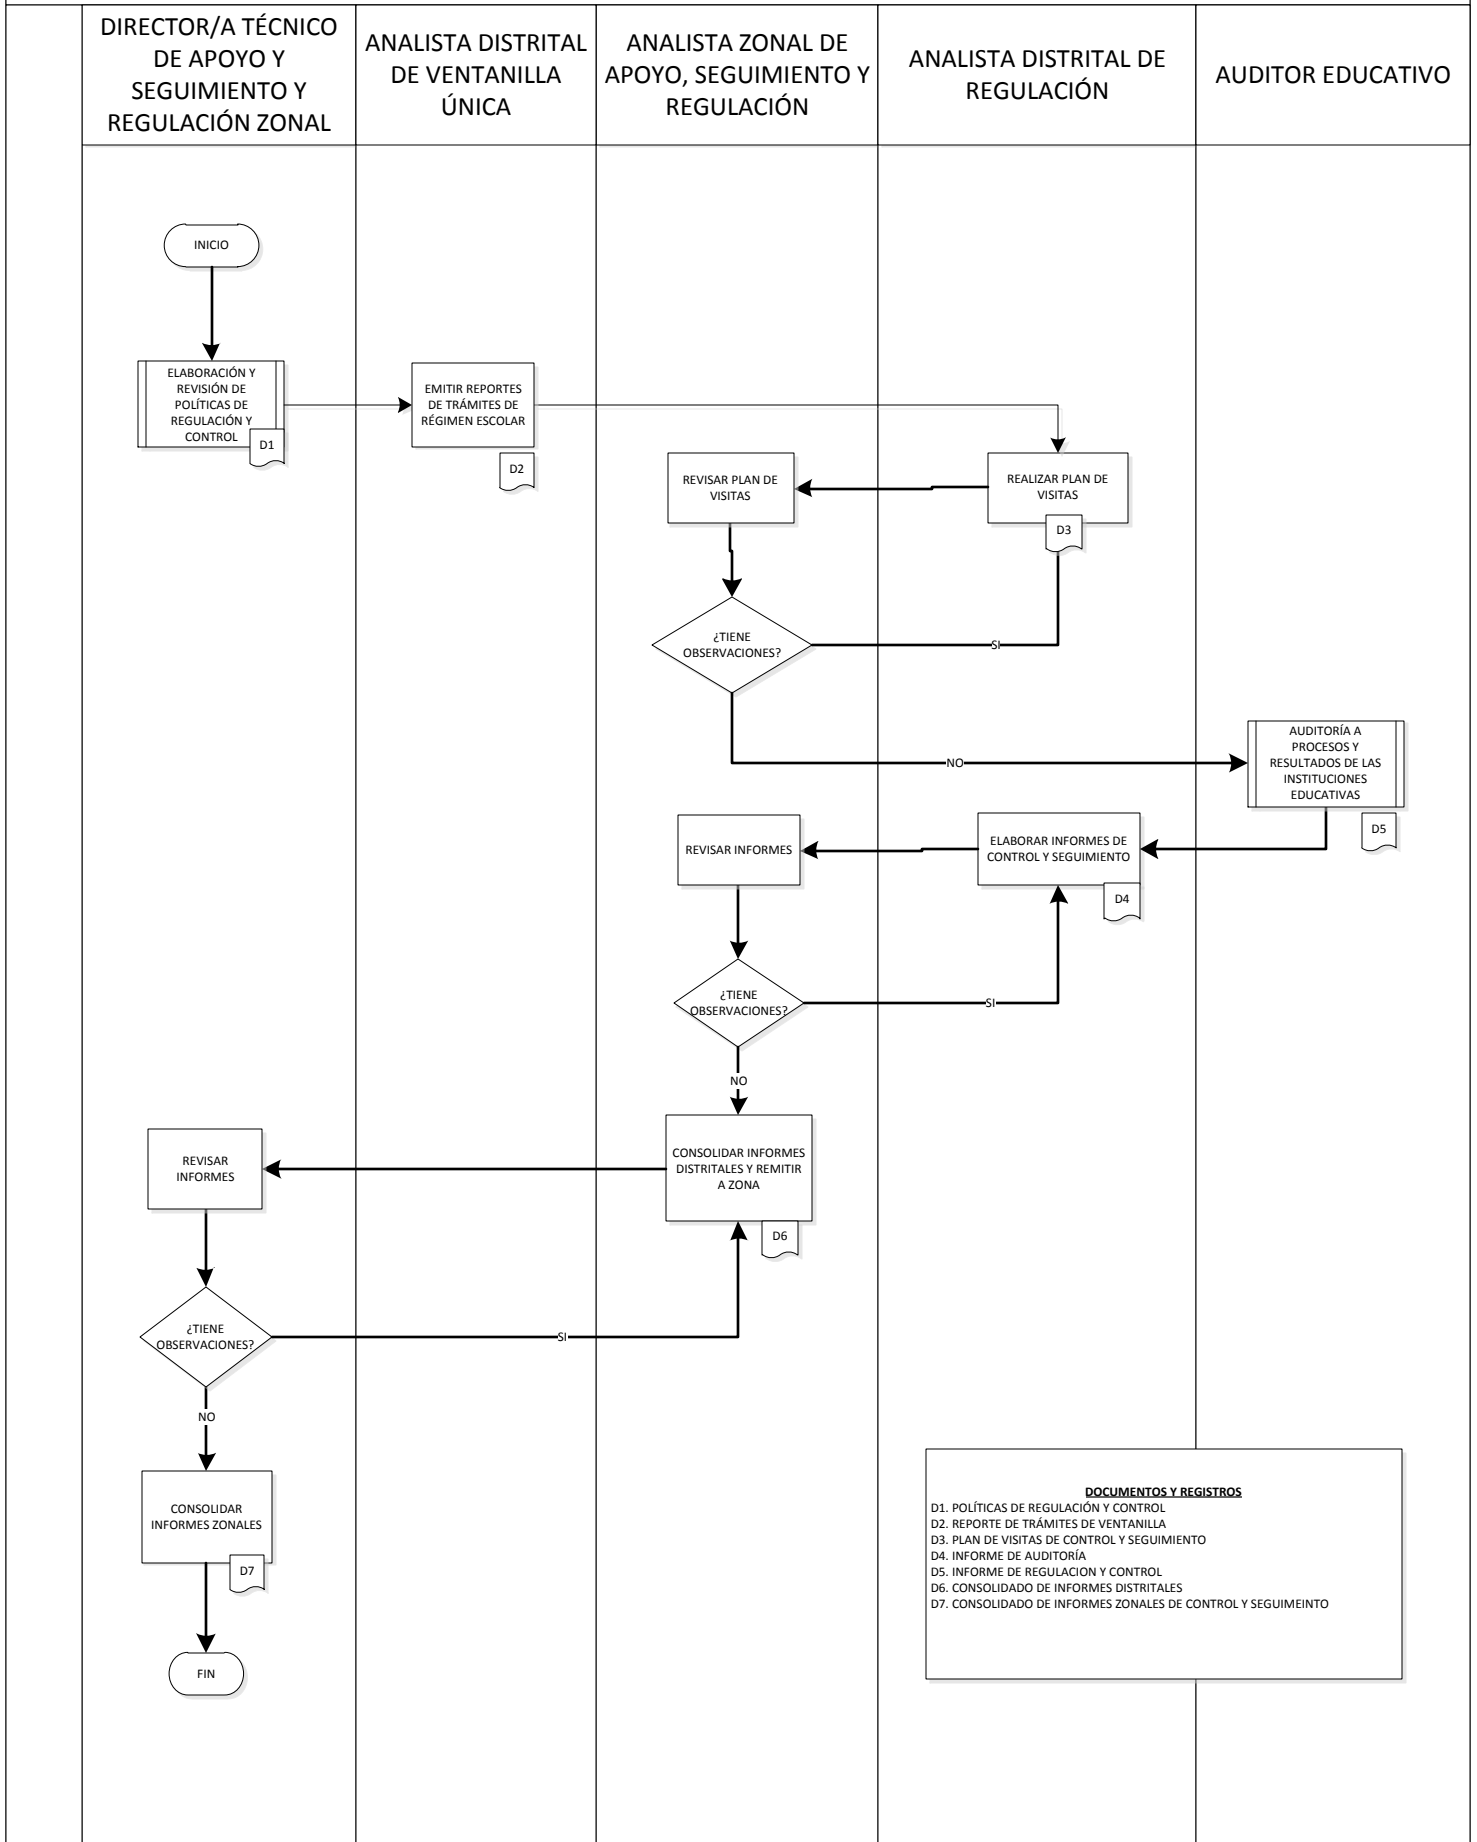 DIRECTOR/A TÉCNICO
DE APOYO Y
SEGUIMIENTO Y
REGULACIÓN ZONAL
ANALISTA DISTRITAL
DE VENTANILLA
ÚNICA
ANALISTA ZONAL DE
APOYO, SEGUIMIENTO Y
REGULACIÓN
ANALISTA DISTRITAL DE
REGULACIÓN
AUDITOR EDUCATIVO
INICIO
ELABORACIÓN Y
REVISIÓN DE
POLÍTICAS DE
REGULACIÓN Y
CONTROL
D1
EMITIR REPORTES
DE TRÁMITES DE
RÉGIMEN ESCOLAR
D2
REVISAR PLAN DE
VISITAS
REALIZAR PLAN DE
VISITAS
D3
¿TIENE
OBSERVACIONES?
SI
NO
AUDITORÍA A
PROCESOS Y
RESULTADOS DE LAS
INSTITUCIONES
EDUCATIVAS
D5
REVISAR INFORMES
ELABORAR INFORMES DE
CONTROL Y SEGUIMIENTO
D4
¿TIENE
OBSERVACIONES?
SI
NO
REVISAR
INFORMES
CONSOLIDAR INFORMES
DISTRITALES Y REMITIR
A ZONA
D6
¿TIENE
OBSERVACIONES?
SI
NO
CONSOLIDAR
INFORMES ZONALES
D7
FIN
DOCUMENTOS Y REGISTROS
D1. POLÍTICAS DE REGULACIÓN Y CONTROL
D2. REPORTE DE TRÁMITES DE VENTANILLA
D3. PLAN DE VISITAS DE CONTROL Y SEGUIMIENTO
D4. INFORME DE AUDITORÍA
D5. INFORME DE REGULACION Y CONTROL
D6. CONSOLIDADO DE INFORMES DISTRITALES
D7. CONSOLIDADO DE INFORMES ZONALES DE CONTROL Y SEGUIMEINTO